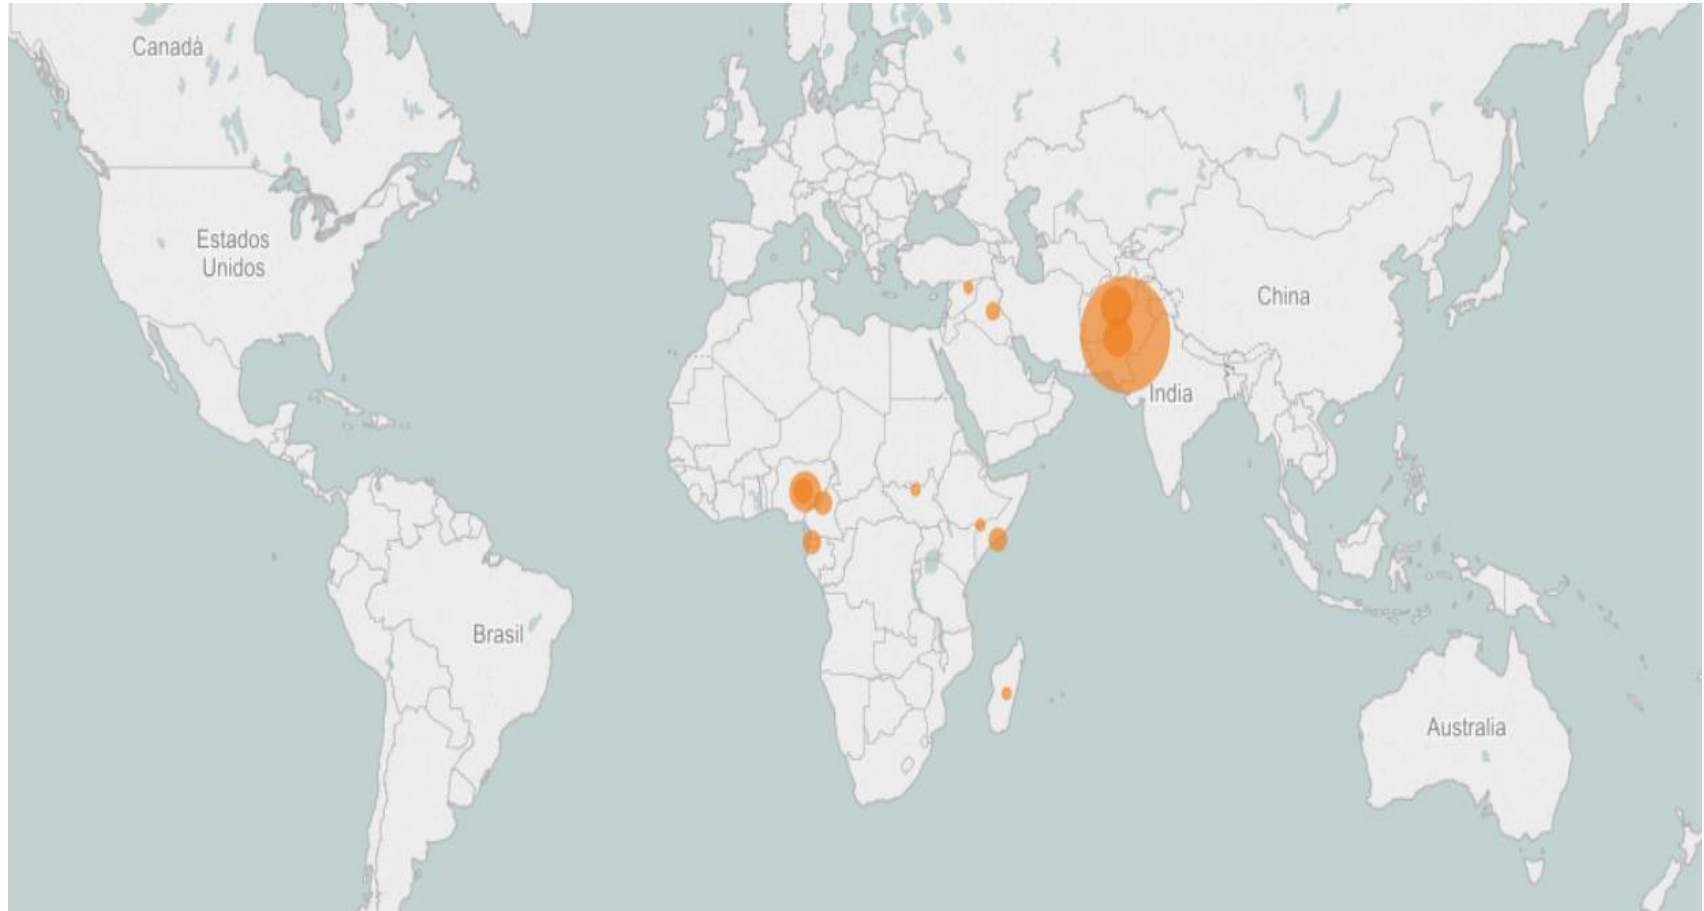 Canadá
Estados
Unidos
China
India
Brasil
Australia